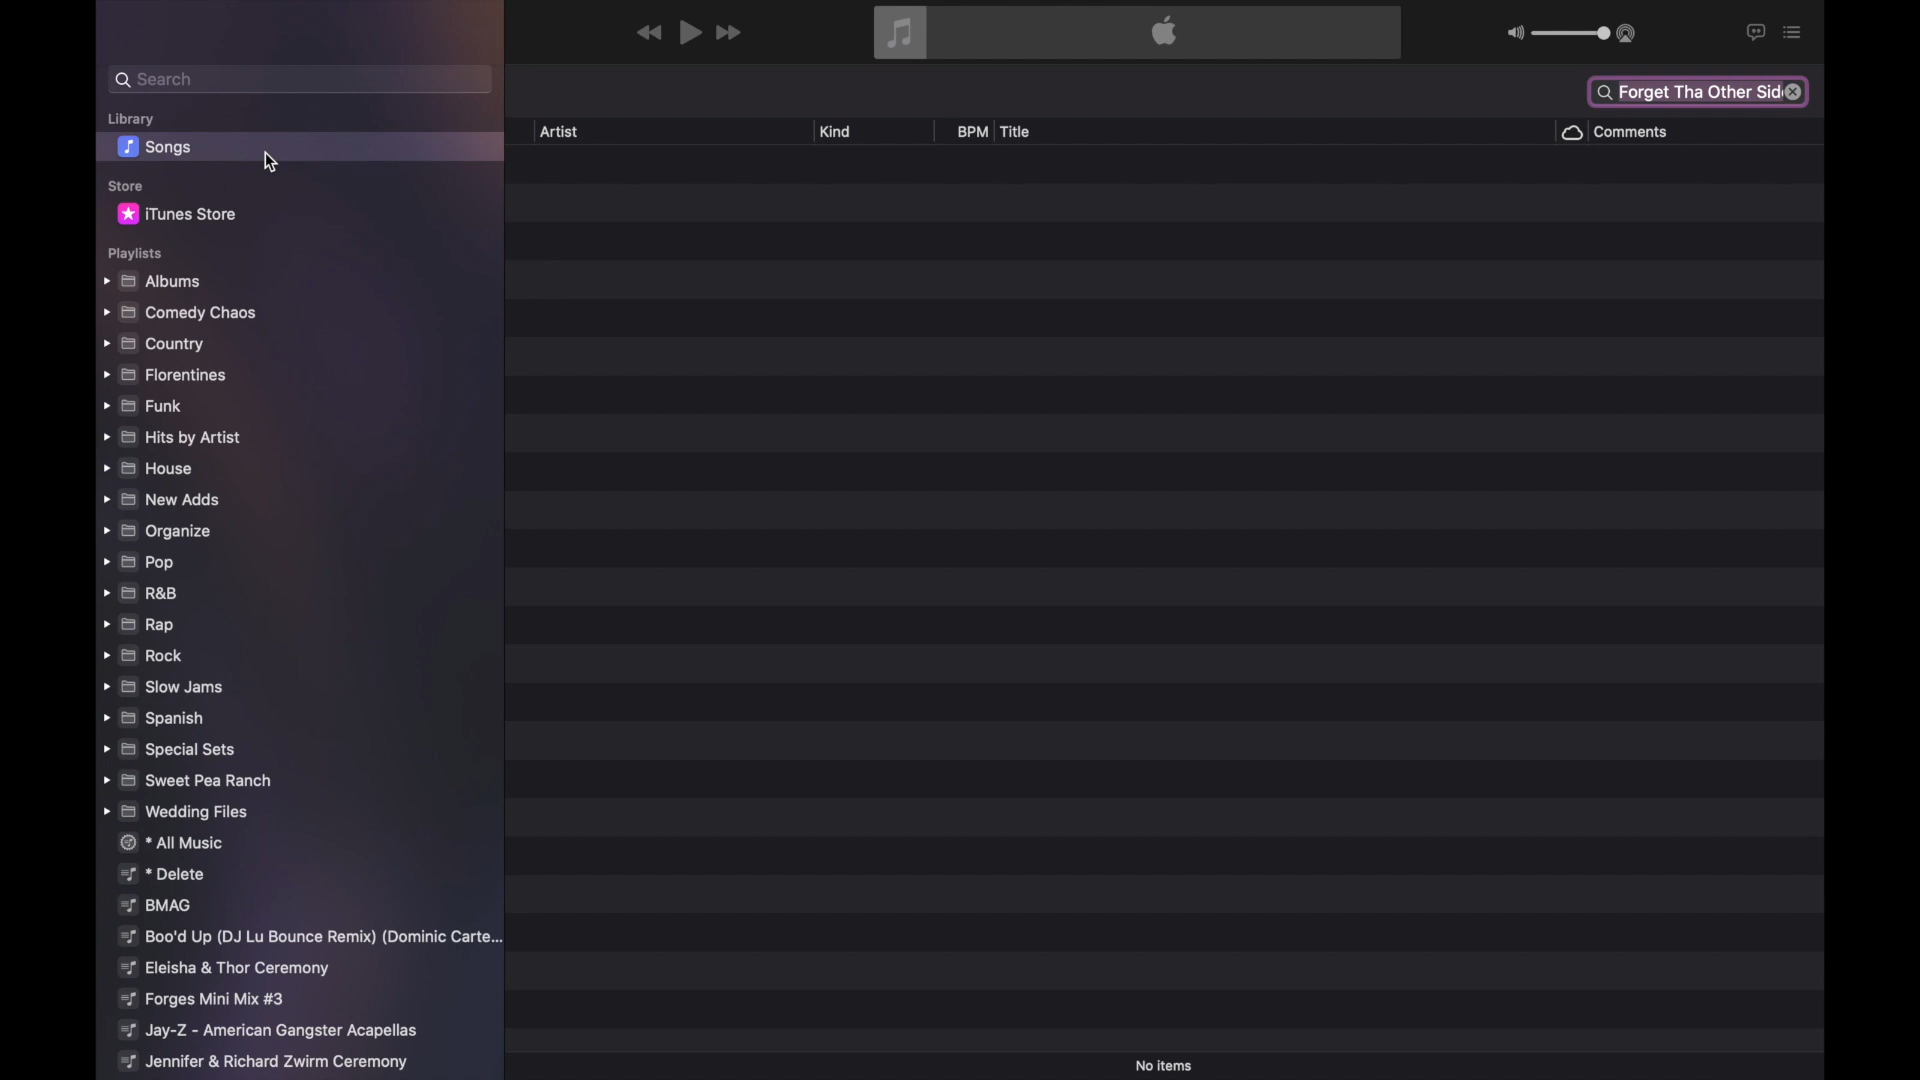 Search
Library
Songs
Store
iTunes Store
Playlists
Albums
Comedy Chaos
Country
Florentines
Funk
Hits by Artist
House
New Adds
Organize
Pop
R&B
Rap
Rock
Slow Jams
Spanish
Special Sets
Sweet Pea Ranch
Wedding Files
* All Music
* Delete
BMAG
Boo'd Up (DJ Lu Bounce Remix) (Dominic Carte...
Eleisha & Thor Ceremony
Forges Mini Mix #3
Jay-Z - American Gangster Acapellas
Jennifer & Richard Zwirm Ceremony
Forget Tha Other Sid
Artist Kind BPM Title Comments
No items